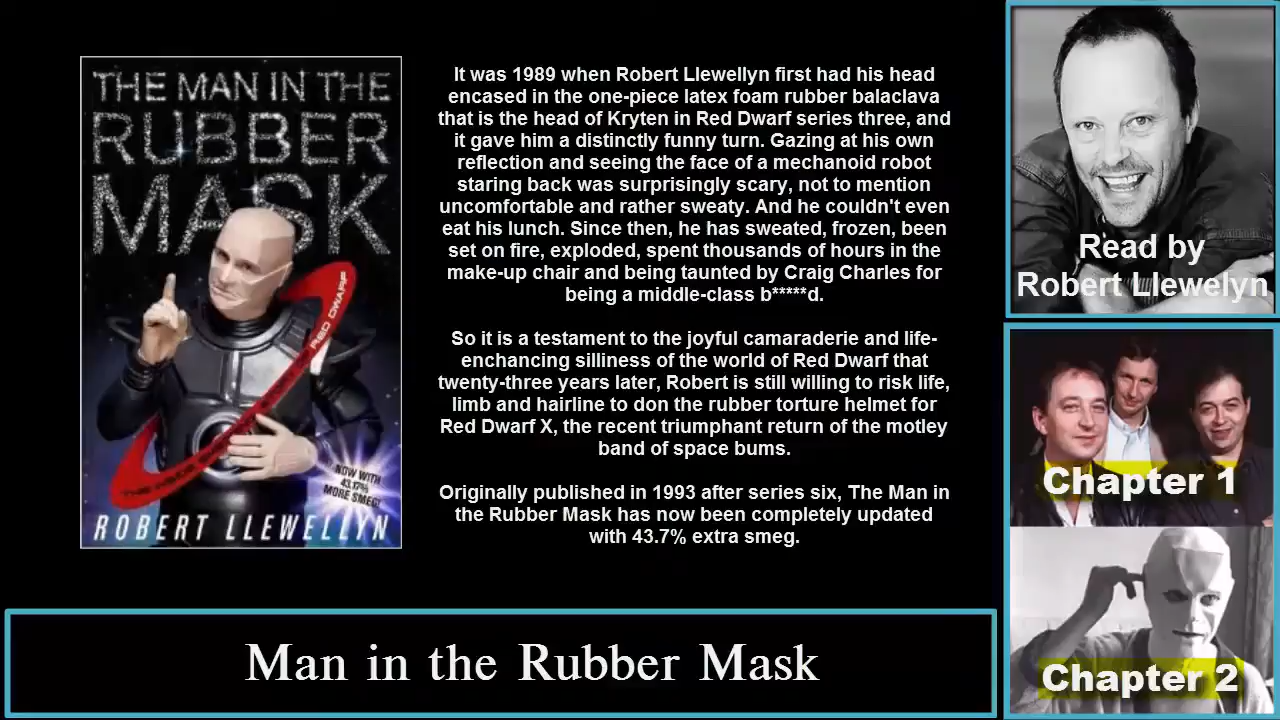 THE MAN IN THE
RUBBER
MASK
THE INSIDE STORY OF RED DWARF
NOW WITH
43.17%
MORE SMEG!
ROBERT LLEWELLYN
It was 1989 when Robert Llewellyn first had his head
encased in the one-piece latex foam rubber balaclava
that is the head of Kryten in Red Dwarf series three, and
it gave him a distinctly funny turn. Gazing at his own
reflection and seeing the face of a mechanoid robot
staring back was surprisingly scary, not to mention
uncomfortable and rather sweaty. And he couldn't even
eat his lunch. Since then, he has sweated, frozen, been
set on fire, exploded, spent thousands of hours in the
make-up chair and being taunted by Craig Charles for
being a middle-class b*****d.
So it is a testament to the joyful camaraderie and life-
enchancing silliness of the world of Red Dwarf that
twenty-three years later, Robert is still willing to risk life,
limb and hairline to don the rubber torture helmet for
Red Dwarf X, the recent triumphant return of the motley
band of space bums.
Originally published in 1993 after series six, The Man in
the Rubber Mask has now been completely updated
with 43.7% extra smeg.
Read by
Robert Llewelyn
Chapter 1
Chapter 2
Man in the Rubber Mask